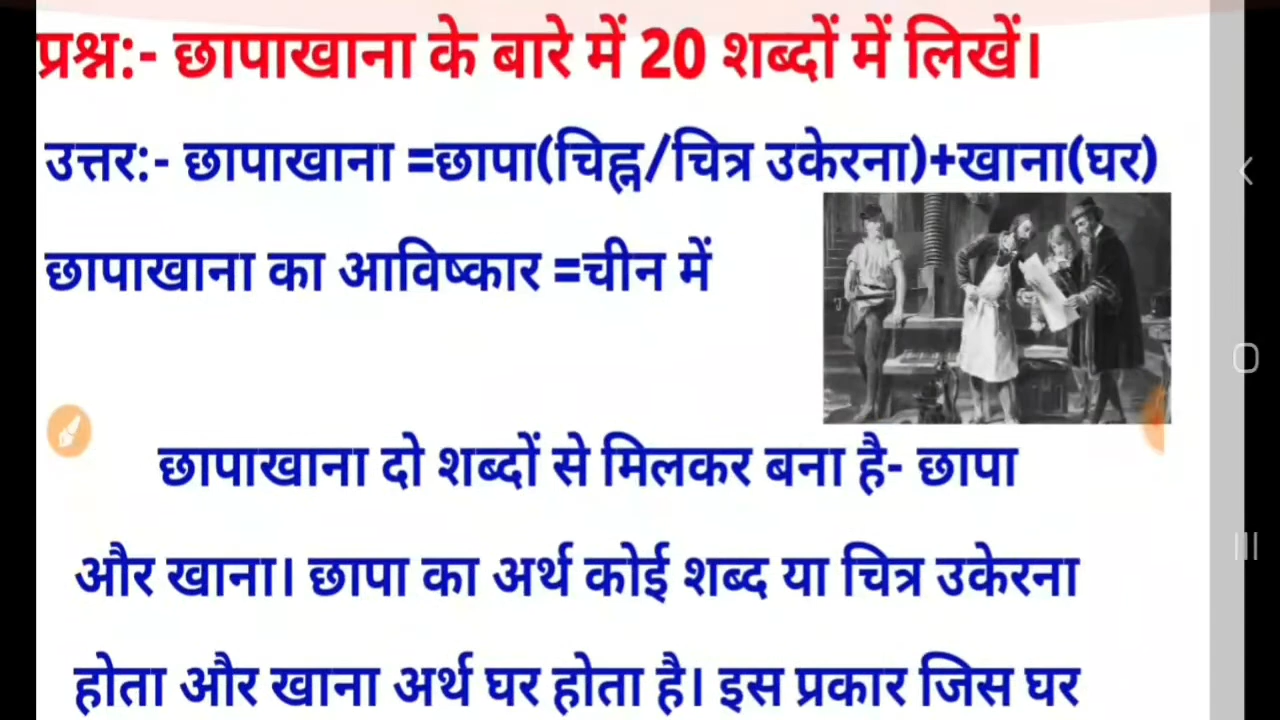 प्रश्न:- छापाखाना के बारे में 20 शब्दों में लिखें।
उत्तर:- छापाखाना =छापा(चिह्न/चित्र उकेरना)+खाना(घर)
छापाखाना का आविष्कार =चीन में
छापाखाना दो शब्दों से मिलकर बना है- छापा
और खाना। छापा का अर्थ कोई शब्द या चित्र उकेरना
होता और खाना अर्थ घर होता है। इस प्रकार जिस घर